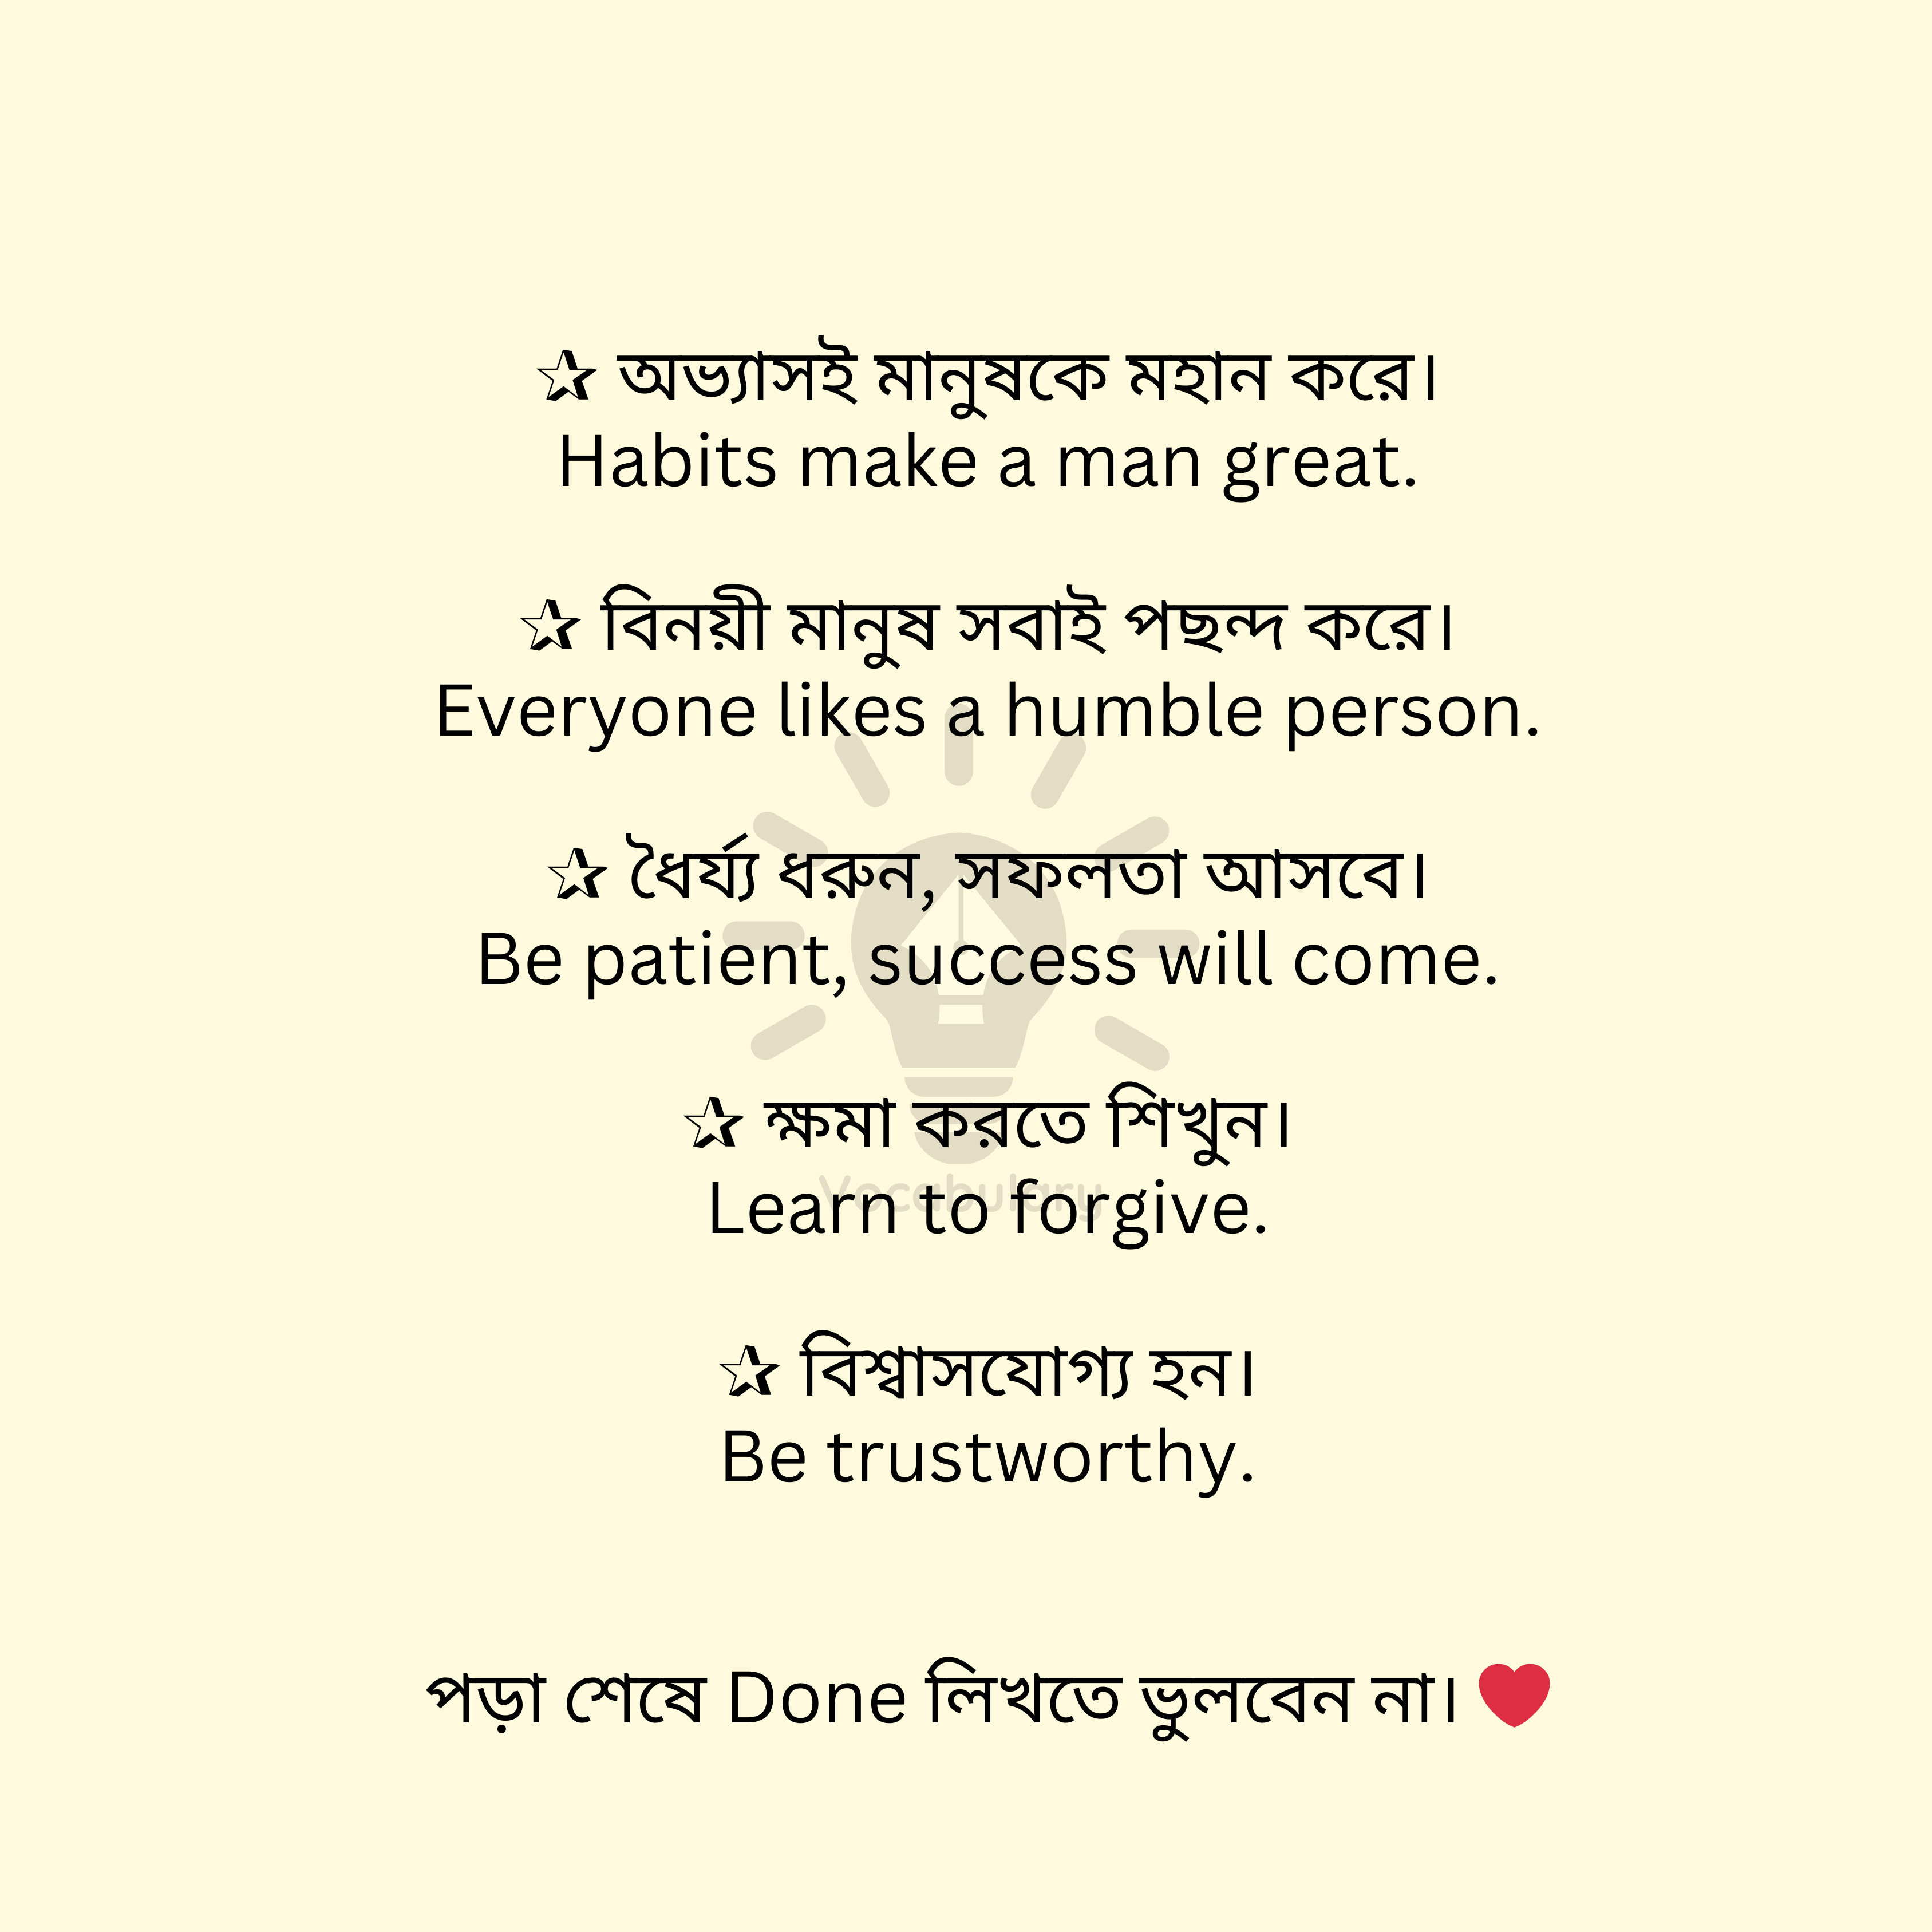 ✰ অভ্যাসই মানুষকে মহান করে।
Habits make a man great.
✰ বিনয়ী মানুষ সবাই পছন্দ করে।
Everyone likes a humble person.
✰ ধৈর্য্য ধরুন, সফলতা আসবে।
Be patient, success will come.
✰ ক্ষমা করতে শিখুন।
Vocabulary
Learn to forgive.
✰ বিশ্বাসযোগ্য হন।
Be trustworthy.
পড়া শেষে Done লিখতে ভুলবেন না। ❤️